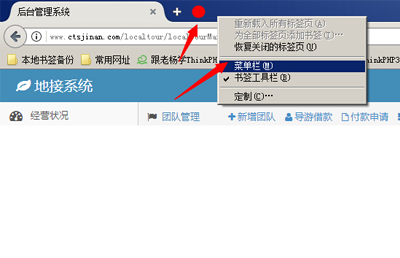 后台管理系统
重新载入所有标签页(A)
为全部标签页添加书签(T)…
恢复关闭的标签页(U)
菜单栏(M)
书签工具栏(B)
定制(C)…
www.ctsjinan.com/localtour/localtourMa
本地书签备份 常用网址 跟老杨学ThinkPHP
nkPHP3
地接系统
经营状况 团队管理 新增团队 导游借款 付款申请